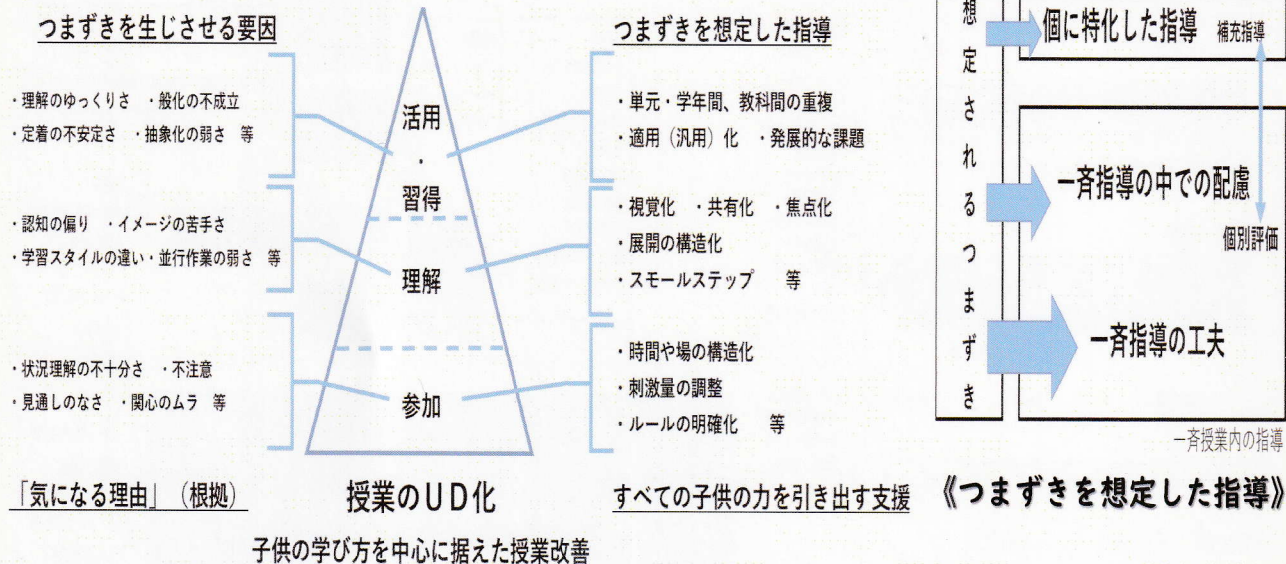 つまずきを生じさせる要因
・理解のゆっくりさ ・般化の不成立
・定着の不安定さ ・抽象化の弱さ 等
・認知の偏り ・イメージの苦手さ
・学習スタイルの違い・並行作業の弱さ 等
・状況理解の不十分さ ・不注意
・見通しのなさ ・関心のムラ 等
「気になる理由」（根拠）
活用
・
習得
理解
参加
授業のＵＤ化
子供の学び方を中心に据えた授業改善
つまずきを想定した指導
・単元・学年間、教科間の重複
・適用（汎用）化 ・発展的な課題
・視覚化 ・共有化 ・焦点化
・展開の構造化
・スモールステップ 等
・時間や場の構造化
・刺激量の調整
・ルールの明確化 等
すべての子供の力を引き出す支援
想定されるつまずき
個に特化した指導 補充指導
一斉指導の中での配慮
個別評価
一斉指導の工夫
一斉授業内の指導
《つまずきを想定した指導》